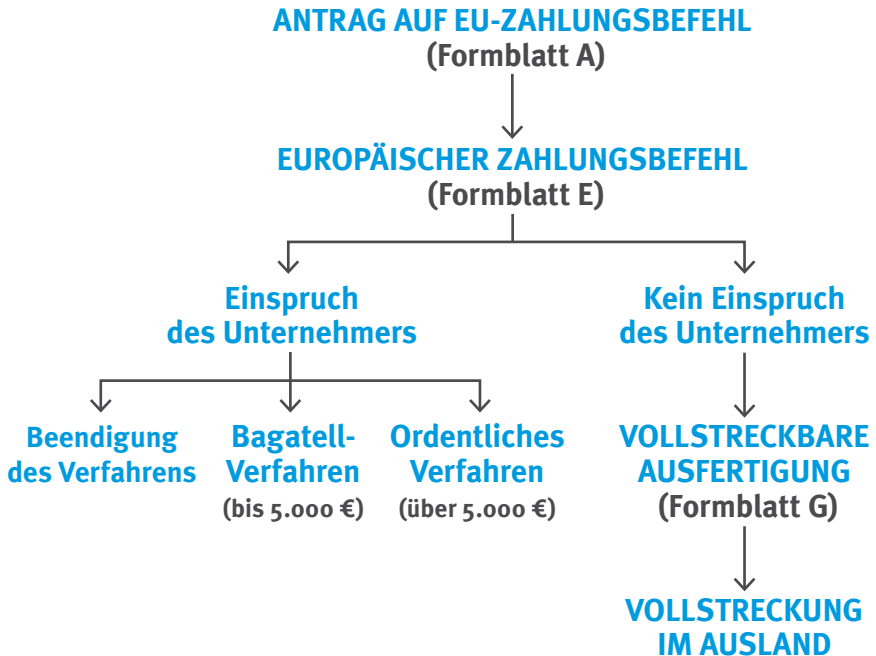 ANTRAG AUF EU-ZAHLUNGSBEFEHL
(Formblatt A)
EUROPÄISCHER ZAHLUNGSBEFEHL
(Formblatt E)
Einspruch
des Unternehmers
Kein Einspruch
des Unternehmers
Beendigung
des Verfahrens
Bagatell-
Verfahren
(bis 5.000 €)
Ordentliches
Verfahren
(über 5.000 €)
VOLLSTRECKBARE
AUSFERTIGUNG
(Formblatt G)
VOLLSTRECKUNG
IM AUSLAND